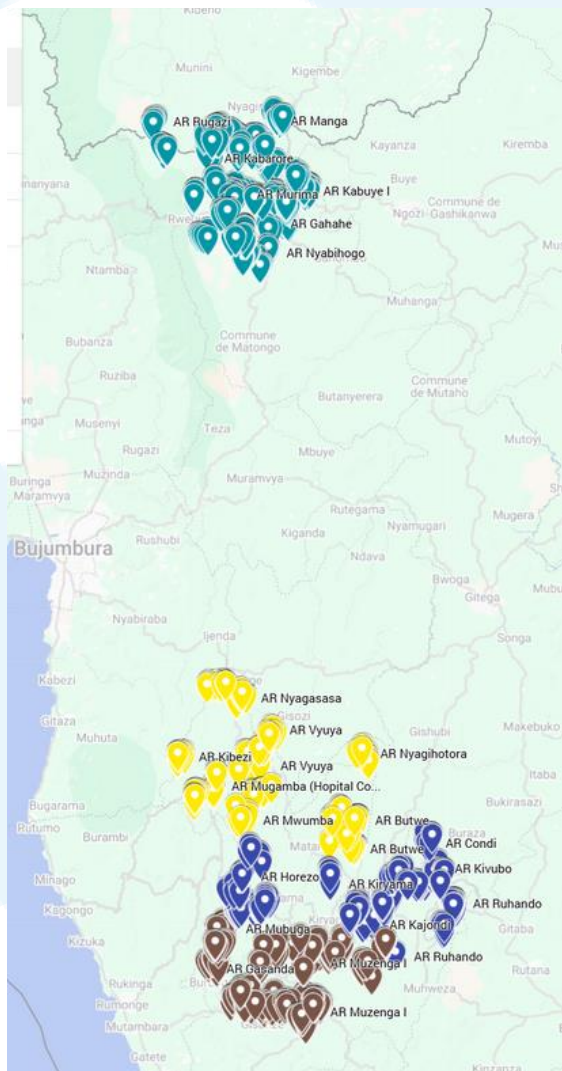 Kideno
Munini
Kigembe
Nyagi
AR Rugazi
AR Manga
Kayanza
Kiremba
AR Kabarore
Buye
AR Murima
AR Kabuye I
Commune de
Ngozi-Gashikanwa
Rwe
AR Gahahe
AR Nyabihogo
Ntamba
Muhanga
Commune
de Matongo
Bubanza
Ruziba
Butanyerera
Commune
de Mutaho
Musenyi
Teza
Rugazi
Mbuye
Mutoyi
Buringa
Maramvya
Muzinda
Muramvya
Rutegama
Mugera
Bujumbura
Rushubi
Kiganda
Nyamugari
Ndava
Bwoga
Gitega
Nyabiraba
Ijenda
Songa
Kabezi
AR Nyagasasa
Gitaza
Gisozi
Muhuta
AR Vyuya
Gishubi
Makebuko
AR Kibezi
AR Nyagihotora
AR Vyuya
Itaba
Bugarama
AR Mugamba (Hopital Co...
Bukirasazi
Rutumo
Burambi
AR Mwumba
AR Butwe
Buraza
AR Condi
Matan
AR Butwe
Minago
AR Horezo
AR Kiryama
AR Kivubo
Kagongo
AR Ruhando
Kizuka
AR Mubuga
AR Kajondi
Gitaba
AR Gasanda
AR Muzenga I
AR Ruhando
Rutana
Rukinga
Rumonge
Muhweza
Mutambara
AR Muzenga I
Gatete
Kinzanza